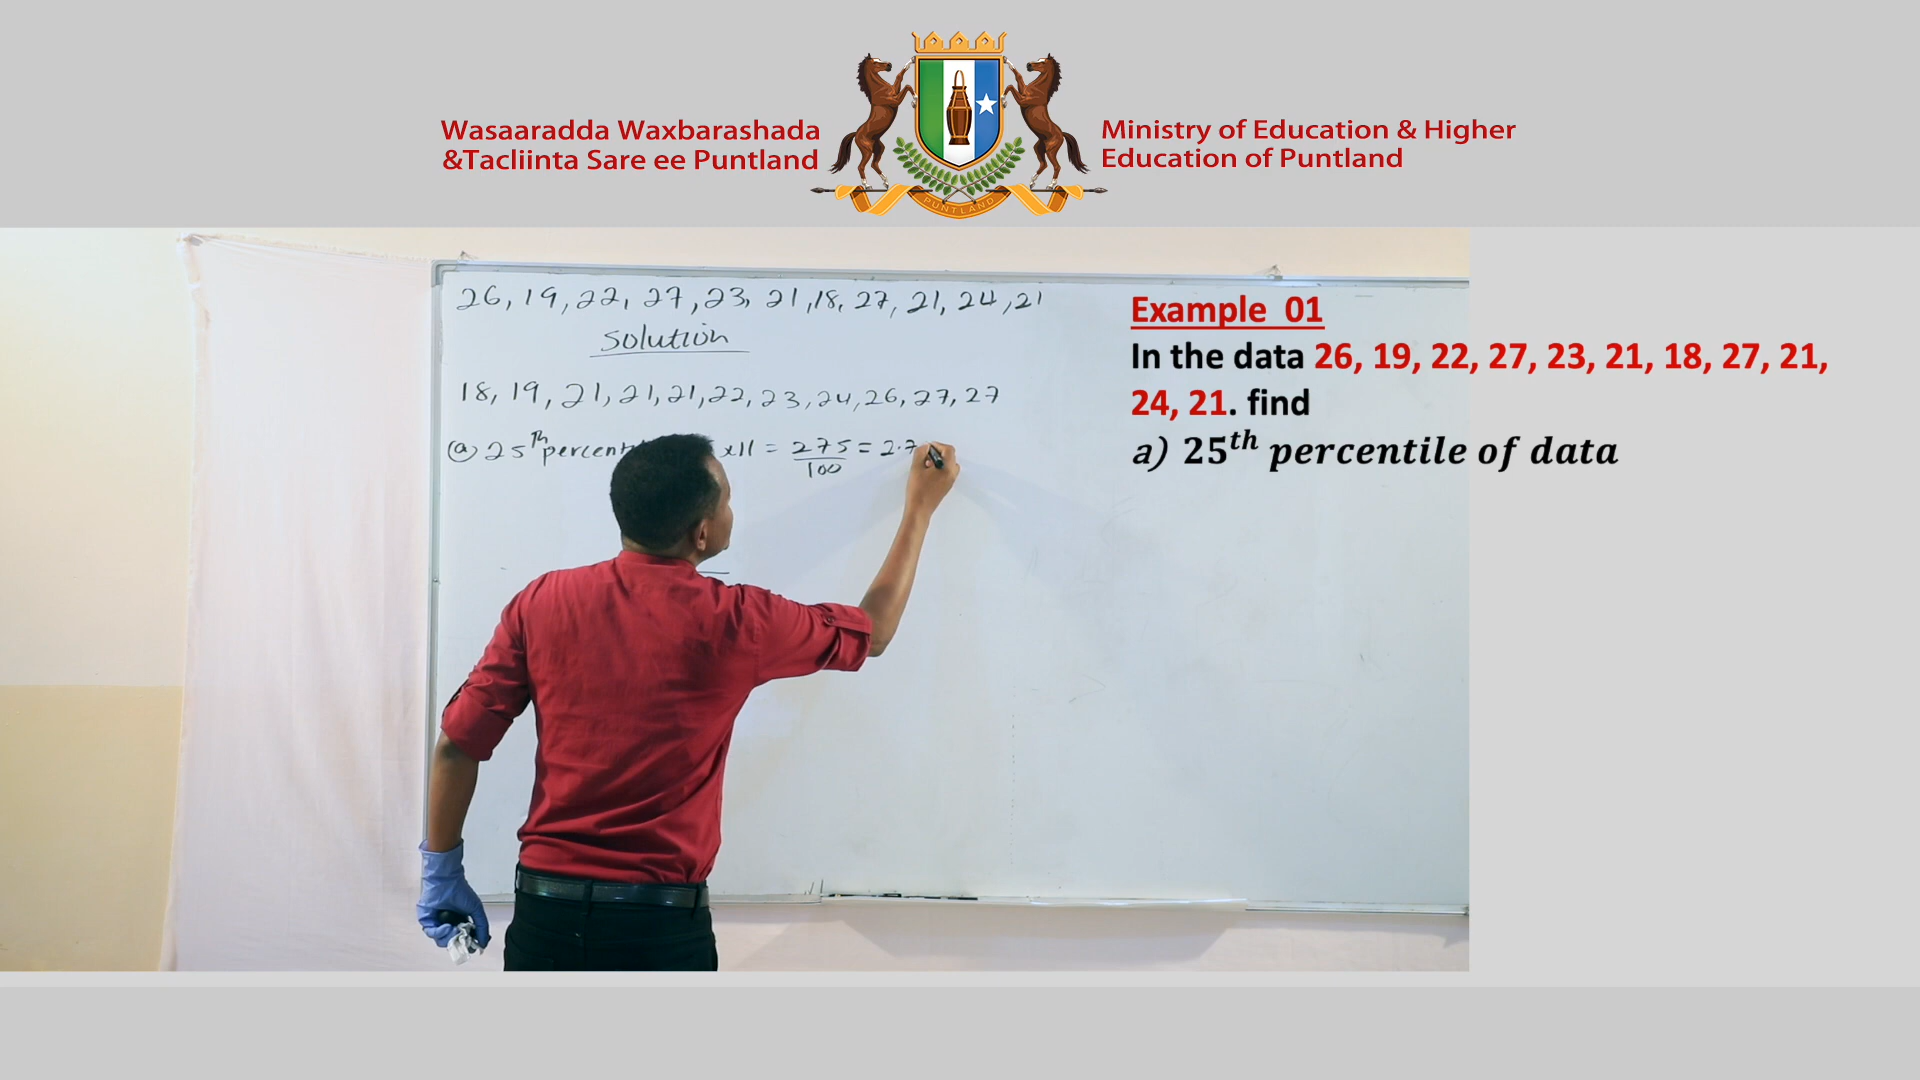 Wasaaradda Waxbarashada
&Tacliinta Sare ee Puntland
PUNTLAND
Ministry of Education & Higher
Education of Puntland
26, 19, 22, 27, 23, 21, 18, 27, 21, 24, 21
Solution
18, 19, 21, 21, 21, 22, 23, 24, 26, 27, 27
(a) 25th percent x11 = 275/100 = 2.7
Example 01
In the data 26, 19, 22, 27, 23, 21, 18, 27, 21,
24, 21. find
a) 25th percentile of data